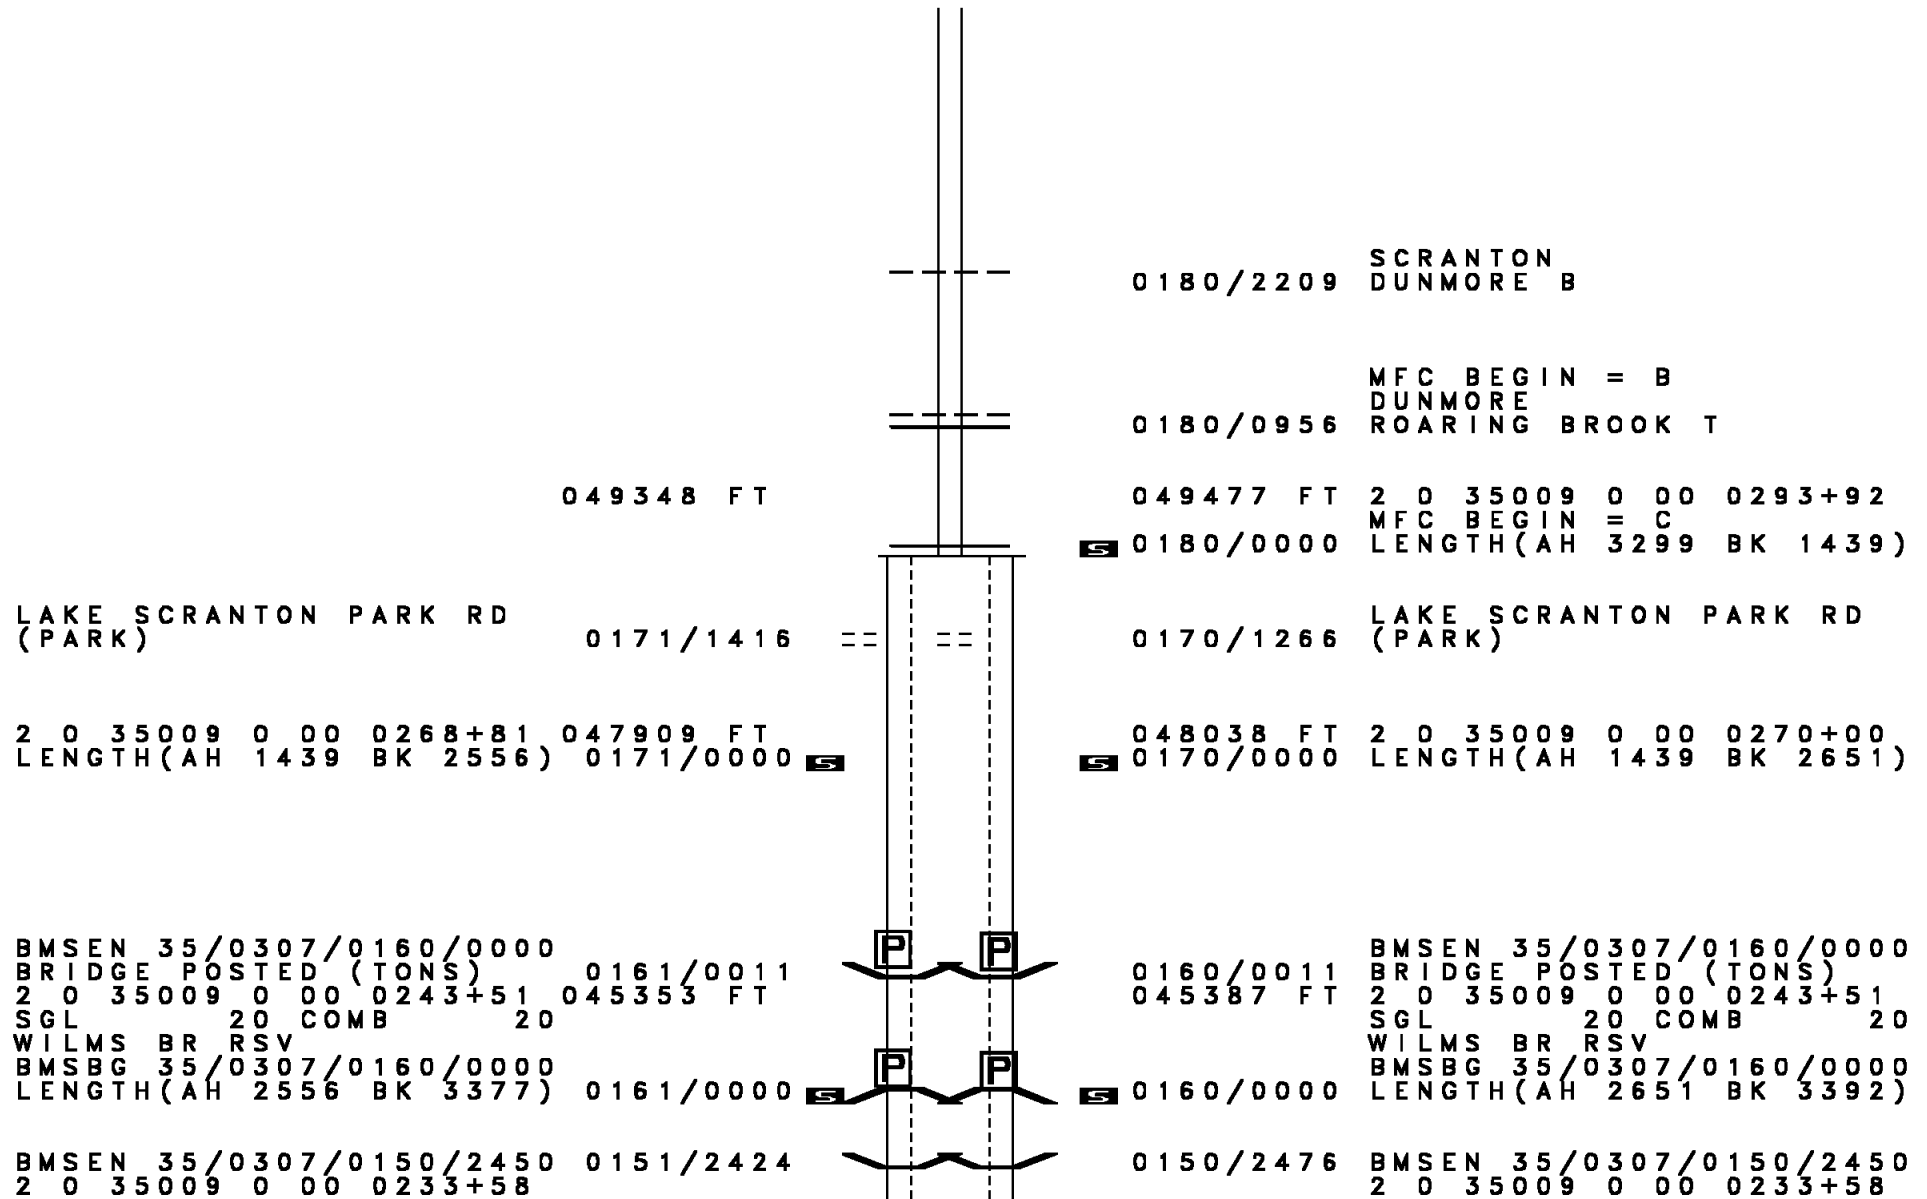 SCRANTON
0180/2209 DUNMORE B
MFC BEGIN = B
DUNMORE
0180/0956 ROARING BROOK T
049348 FT 049477 FT 2 0 35009 0 00 0293+92
MFC BEGIN = C
S 0180/0000 LENGTH(AH 3299 BK 1439)
LAKE SCRANTON PARK RD LAKE SCRANTON PARK RD
(PARK) 0171/1416 0170/1266 (PARK)
2 0 35009 0 00 0268+81 047909 FT 048038 FT 2 0 35009 0 00 0270+00
LENGTH(AH 1439 BK 2556) 0171/0000 S S 0170/0000 LENGTH(AH 1439 BK 2651)
BMSEN 35/0307/0160/0000 P P BMSEN 35/0307/0160/0000
BRIDGE POSTED (TONS) 0161/0011 0160/0011 BRIDGE POSTED (TONS)
2 0 35009 0 00 0243+51 045353 FT 045387 FT 2 0 35009 0 00 0243+51
SGL 20 COMB 20 SGL 20 COMB 20
WILMS BR RSV WILMS BR RSV
BMSBG 35/0307/0160/0000 P P BMSBG 35/0307/0160/0000
LENGTH(AH 2556 BK 3377) 0161/0000 S S 0160/0000 LENGTH(AH 2651 BK 3392)
BMSEN 35/0307/0150/2450 0151/2424 0150/2476 BMSEN 35/0307/0150/2450
2 0 35009 0 00 0233+58 2 0 35009 0 00 0233+58